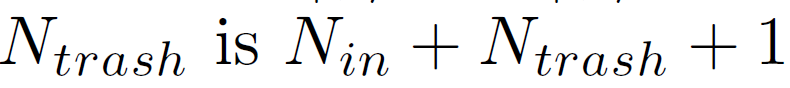 $N_{trash}$ is $N_{in} + N_{trash} + 1$